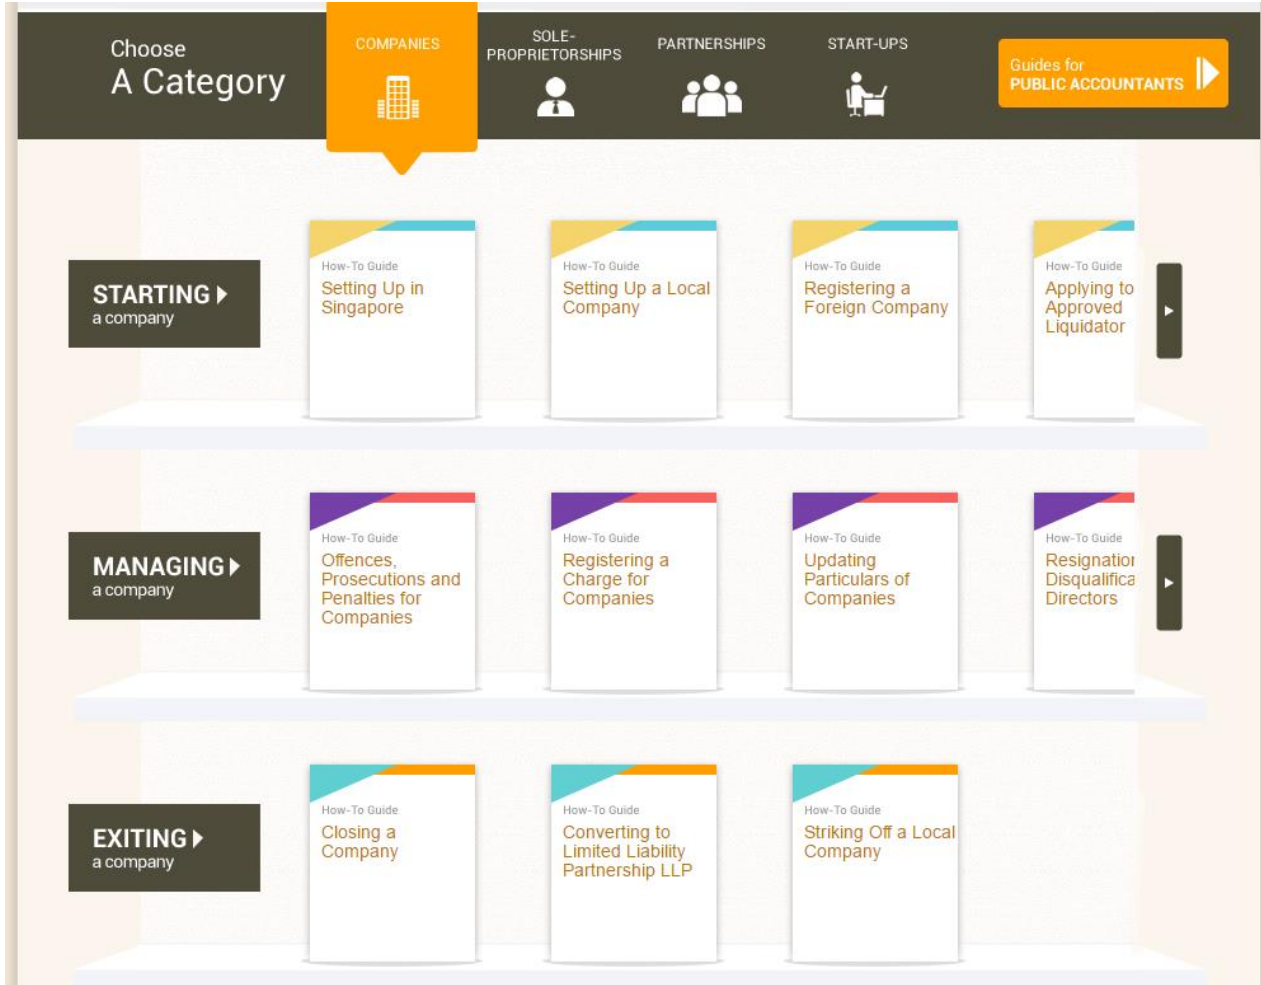 Choose
A Category
COMPANIES
SOLE-
PROPRIETORSHIPS
PARTNERSHIPS
START-UPS
Guides for
PUBLIC ACCOUNTANTS
STARTING
a company
How-To Guide
Setting Up in
Singapore
How-To Guide
Setting Up a Local
Company
How-To Guide
Registering a
Foreign Company
How-To Guide
Applying to
Approved
Liquidator
MANAGING
a company
How-To Guide
Offences,
Prosecutions and
Penalties for
Companies
How-To Guide
Registering a
Charge for
Companies
How-To Guide
Updating
Particulars of
Companies
How-To Guide
Resignation
Disqualifica
Directors
EXITING
a company
How-To Guide
Closing a
Company
How-To Guide
Converting to
Limited Liability
Partnership LLP
How-To Guide
Striking Off a Local
Company